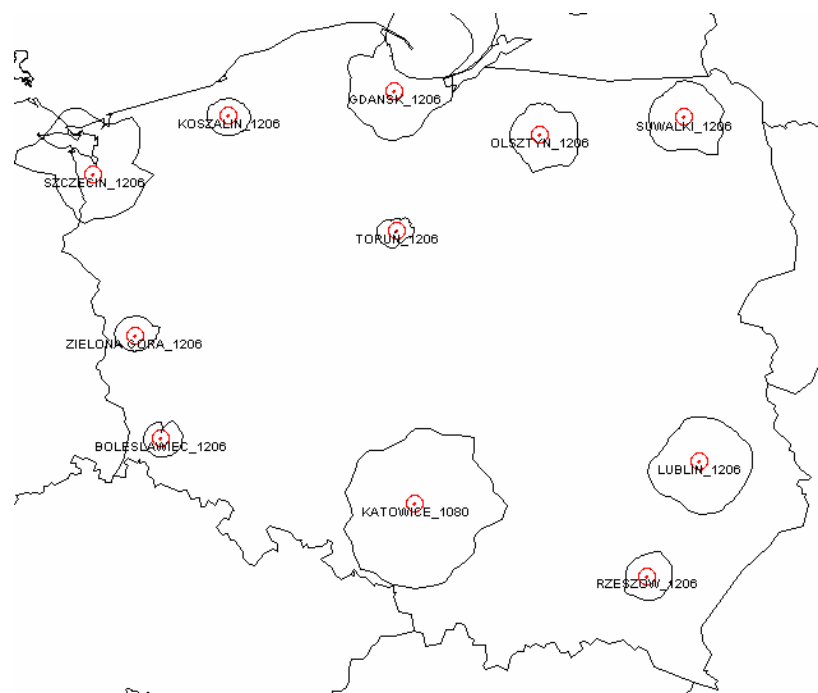 GDANSK_1206
KOSZALIN_1206
SUWALKI_1206
OLSZTYN_1206
SZCZECIN_1206
TORUN_1206
ZIELONA GORA_1206
BOLESLAWIEC_1206
LUBLIN_1206
KATOWICE_1080
RZESZOW_1206